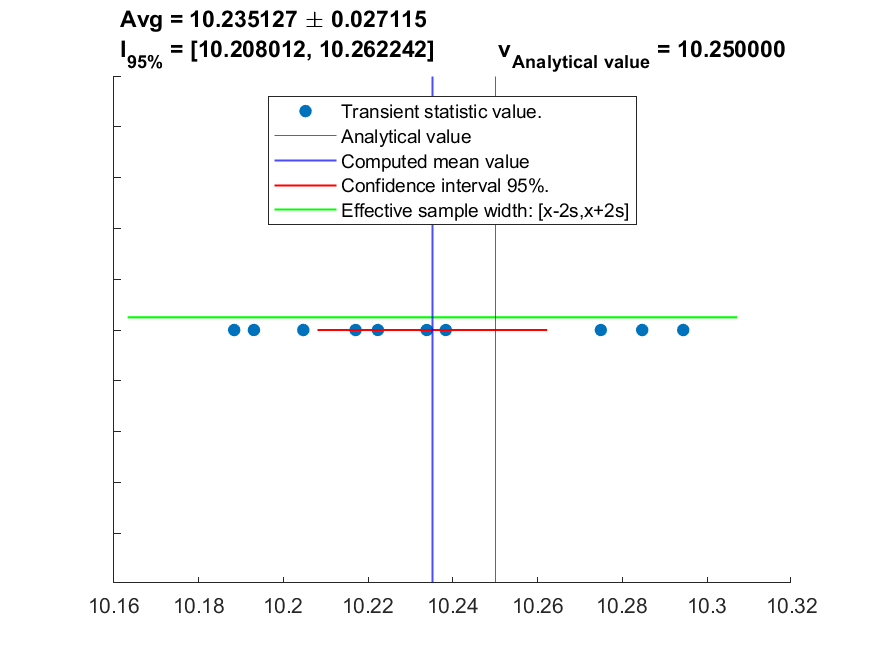 Avg = 10.235127 ± 0.027115
I95% = [10.208012, 10.262242] vAnalytical value = 10.250000
Transient statistic value.
Analytical value
Computed mean value
Confidence interval 95%.
Effective sample width: [x-2s,x+2s]
10.16 10.18 10.2 10.22 10.24 10.26 10.28 10.3 10.32